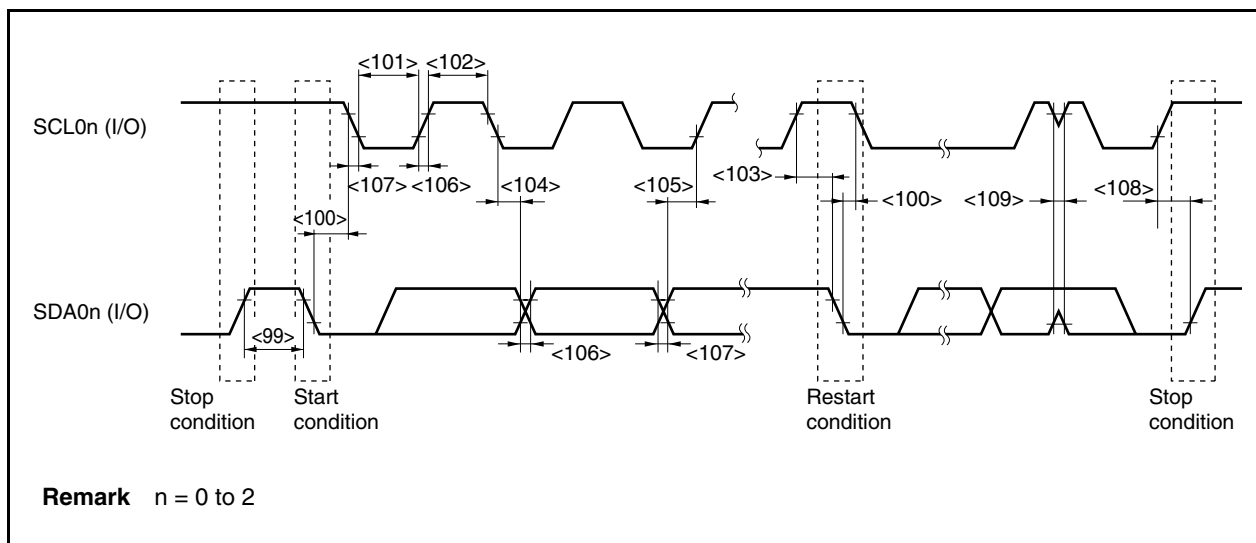 <101> <102>
SCL0n (I/O)
<107> <106> <104> <105> <103> <100> <109> <108>
<100>
SDA0n (I/O)
<99> <106> <107>
Stop condition
Start condition
Restart condition
Stop condition
Remark n = 0 to 2